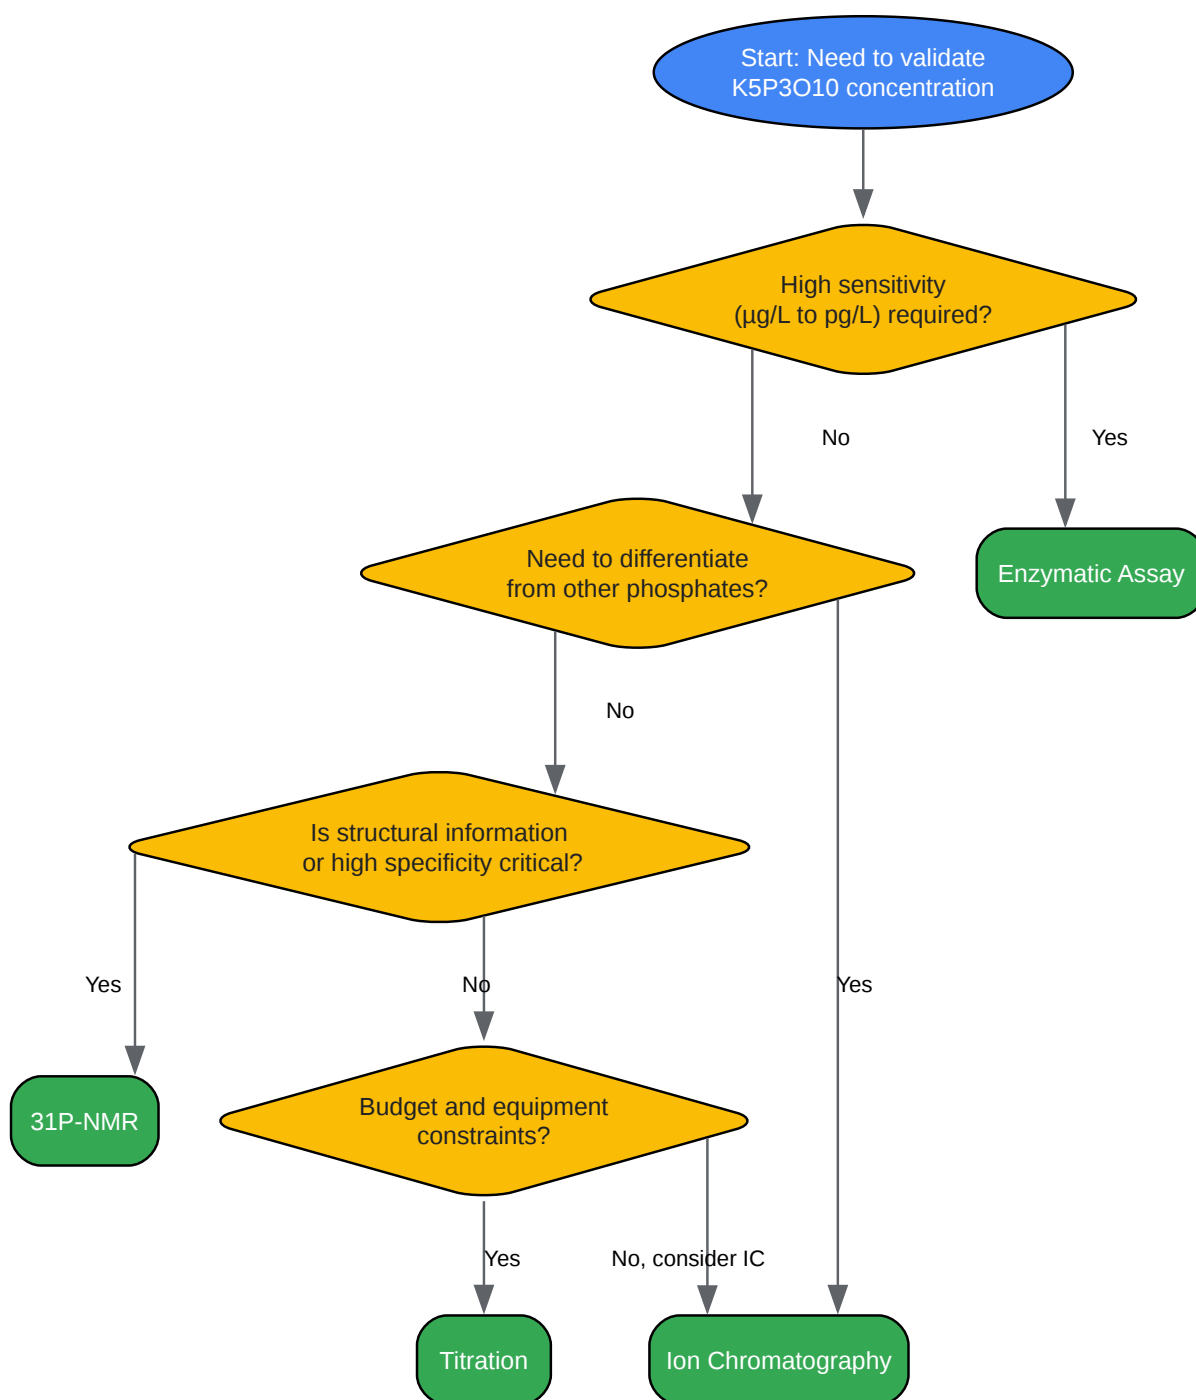 Start: Need to validate
K5P3O10 concentration
High sensitivity
(µg/L to pg/L) required?
No
Yes
Need to differentiate
from other phosphates?
Enzymatic Assay
No
Is structural information
or high specificity critical?
Yes
No
Yes
31P-NMR
Budget and equipment
constraints?
Yes
No, consider IC
Titration
Ion Chromatography